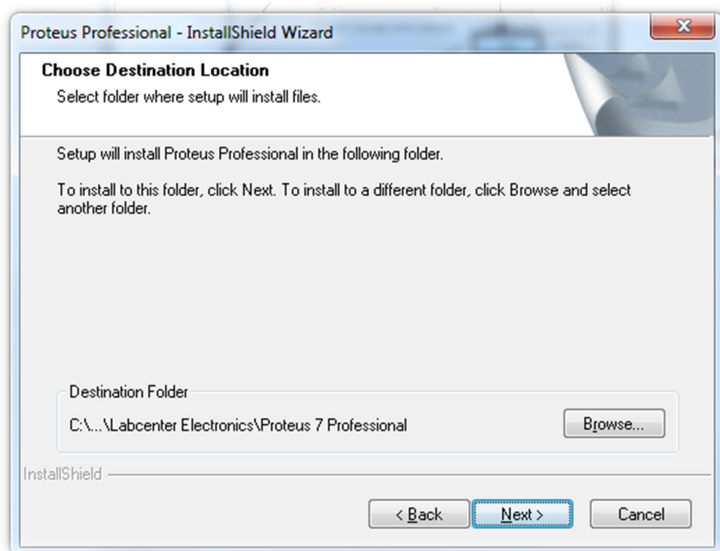 Proteus Professional - InstallShield Wizard
Choose Destination Location
Select folder where setup will install files.
Setup will install Proteus Professional in the following folder.
To install to this folder, click Next. To install to a different folder, click Browse and select
another folder.
Destination Folder
C:\...\Labcenter Electronics\Proteus 7 Professional
Browse...
InstallShield
< Back
Next >
Cancel